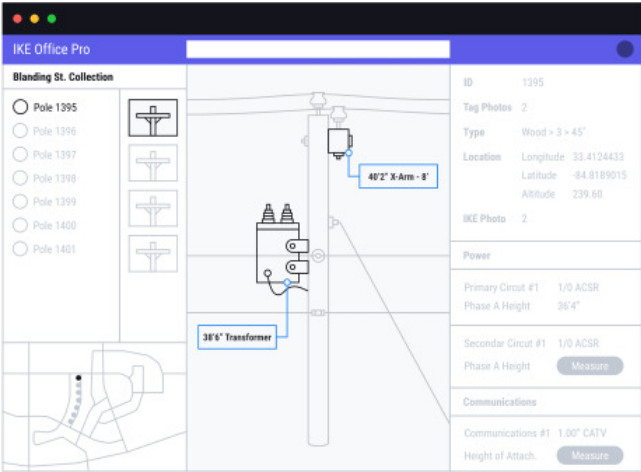 IKE Office Pro
Blanding St. Collection
Pole 1395
Pole 1396
Pole 1397
Pole 1398
Pole 1399
Pole 1400
Pole 1401
40'2" X-Arm - 8'
38'6" Transformer
ID 1395
Tag Photos 2
Type Wood > 3 > 45'
Location Longitude 33.4124433
Latitude -84.8189015
Altitude 239.60
IKE Photo 2
Power
Primary Circut #1 1/0 ACSR
Phase A Height 36'4"
Secondar Circut #1 1/0 ACSR
Phase A Height Measure
Communications
Communications #1 1.00" CATV
Height of Attach. Measure